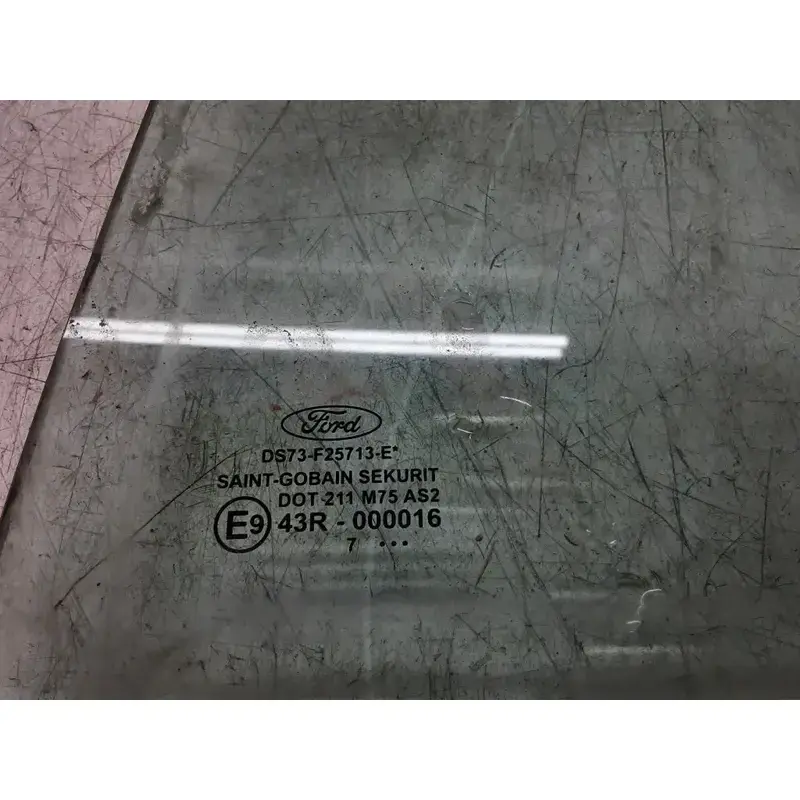 Ford
DS73-F25713-E*
SAINT-GOBAIN SEKURIT
DOT 211 M75 AS2
E9 43R - 000016
7 •••